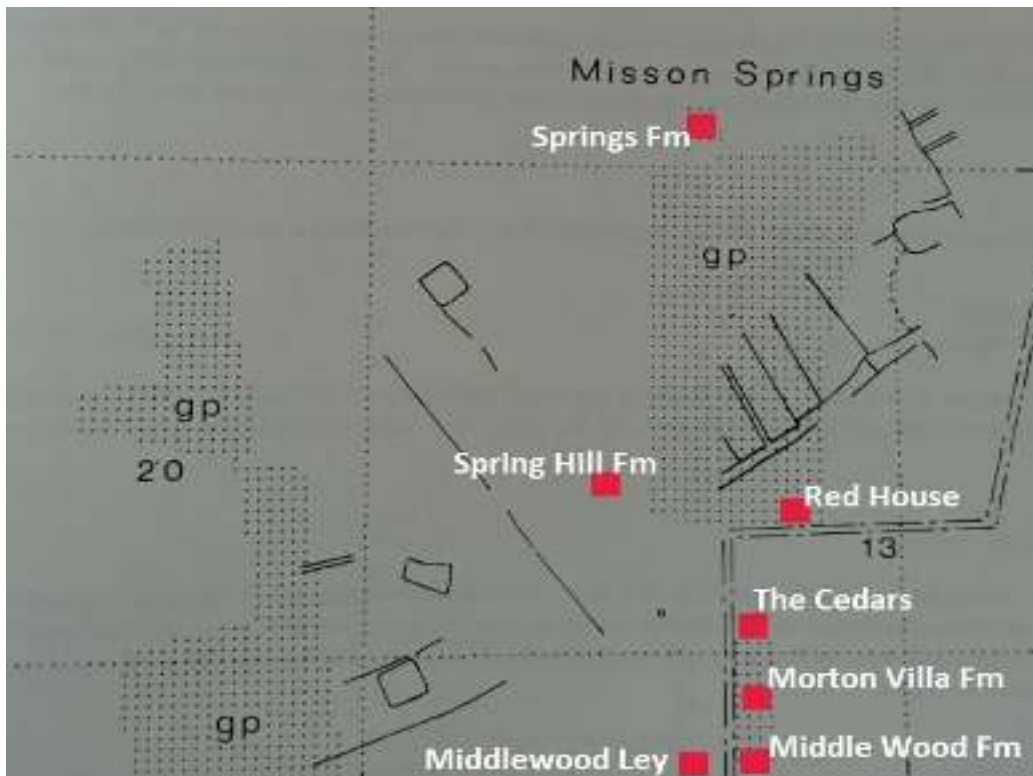 Misson Springs
Springs Fm
gp
gp
20
Spring Hill Fm
Red House
13
The Cedars
Morton Villa Fm
gp
Middlewood Ley
Middle Wood Fm